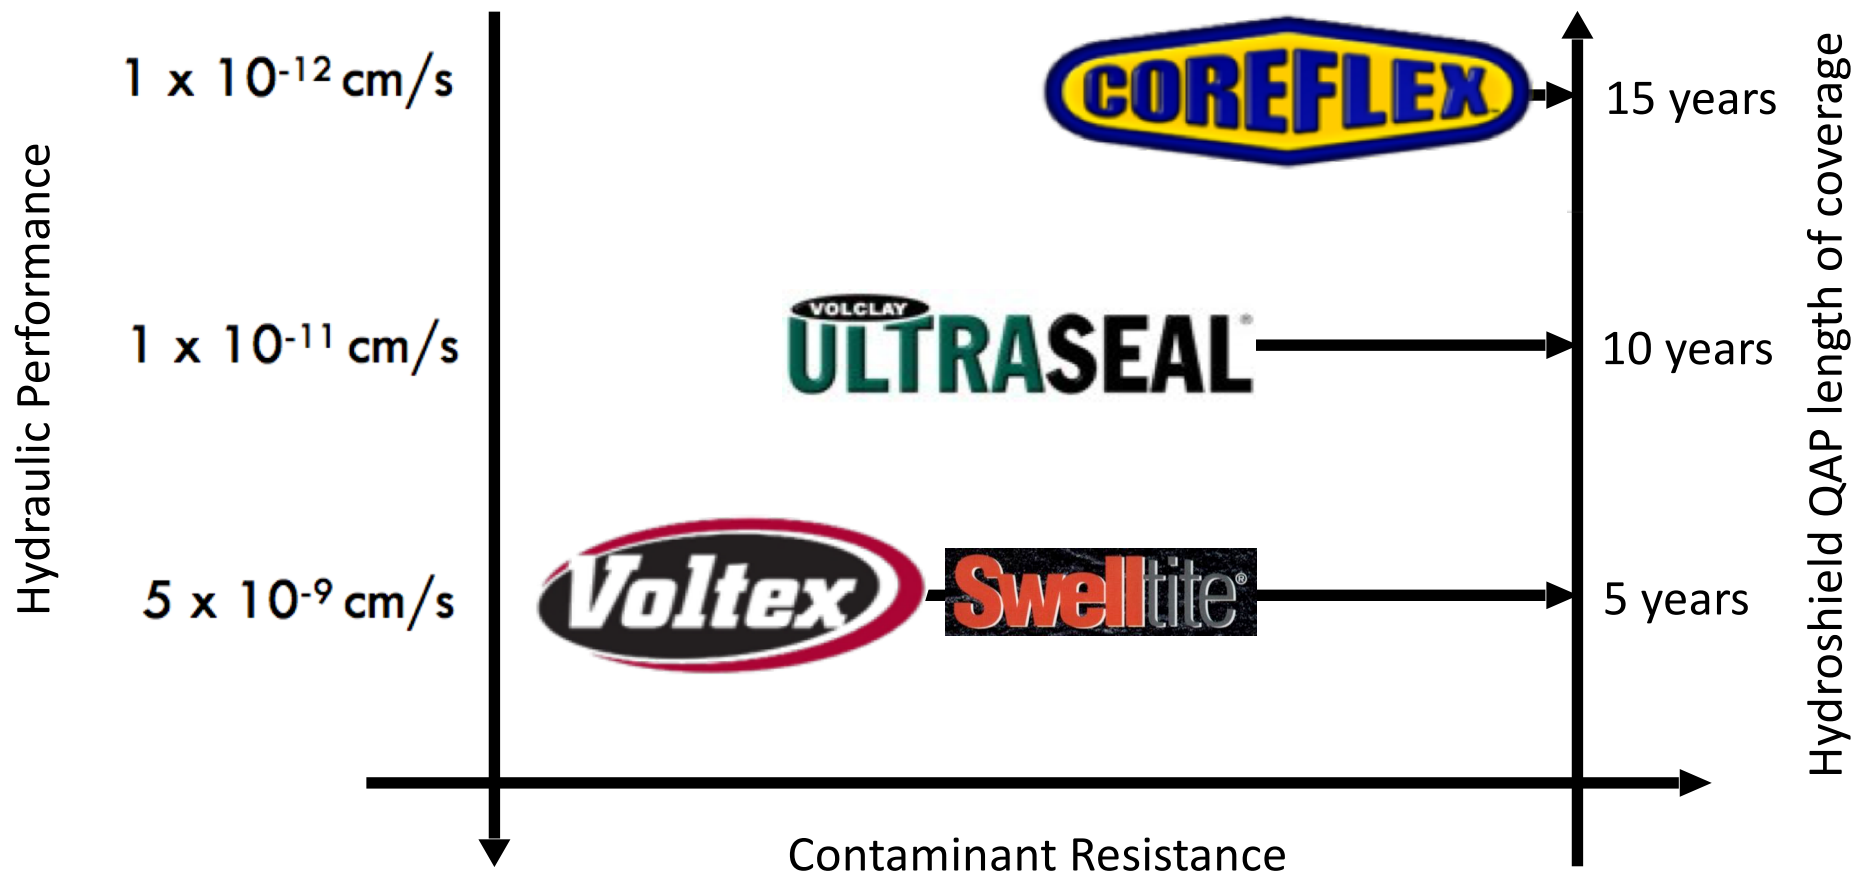 Hydraulic Performance
1 x 10-12 cm/s
COREFLEX™
15 years
Hydroshield QAP length of coverage
1 x 10-11 cm/s
VOLCLAY
ULTRASEAL®
10 years
5 x 10-9 cm/s
Voltex
Swelltite®
5 years
Contaminant Resistance